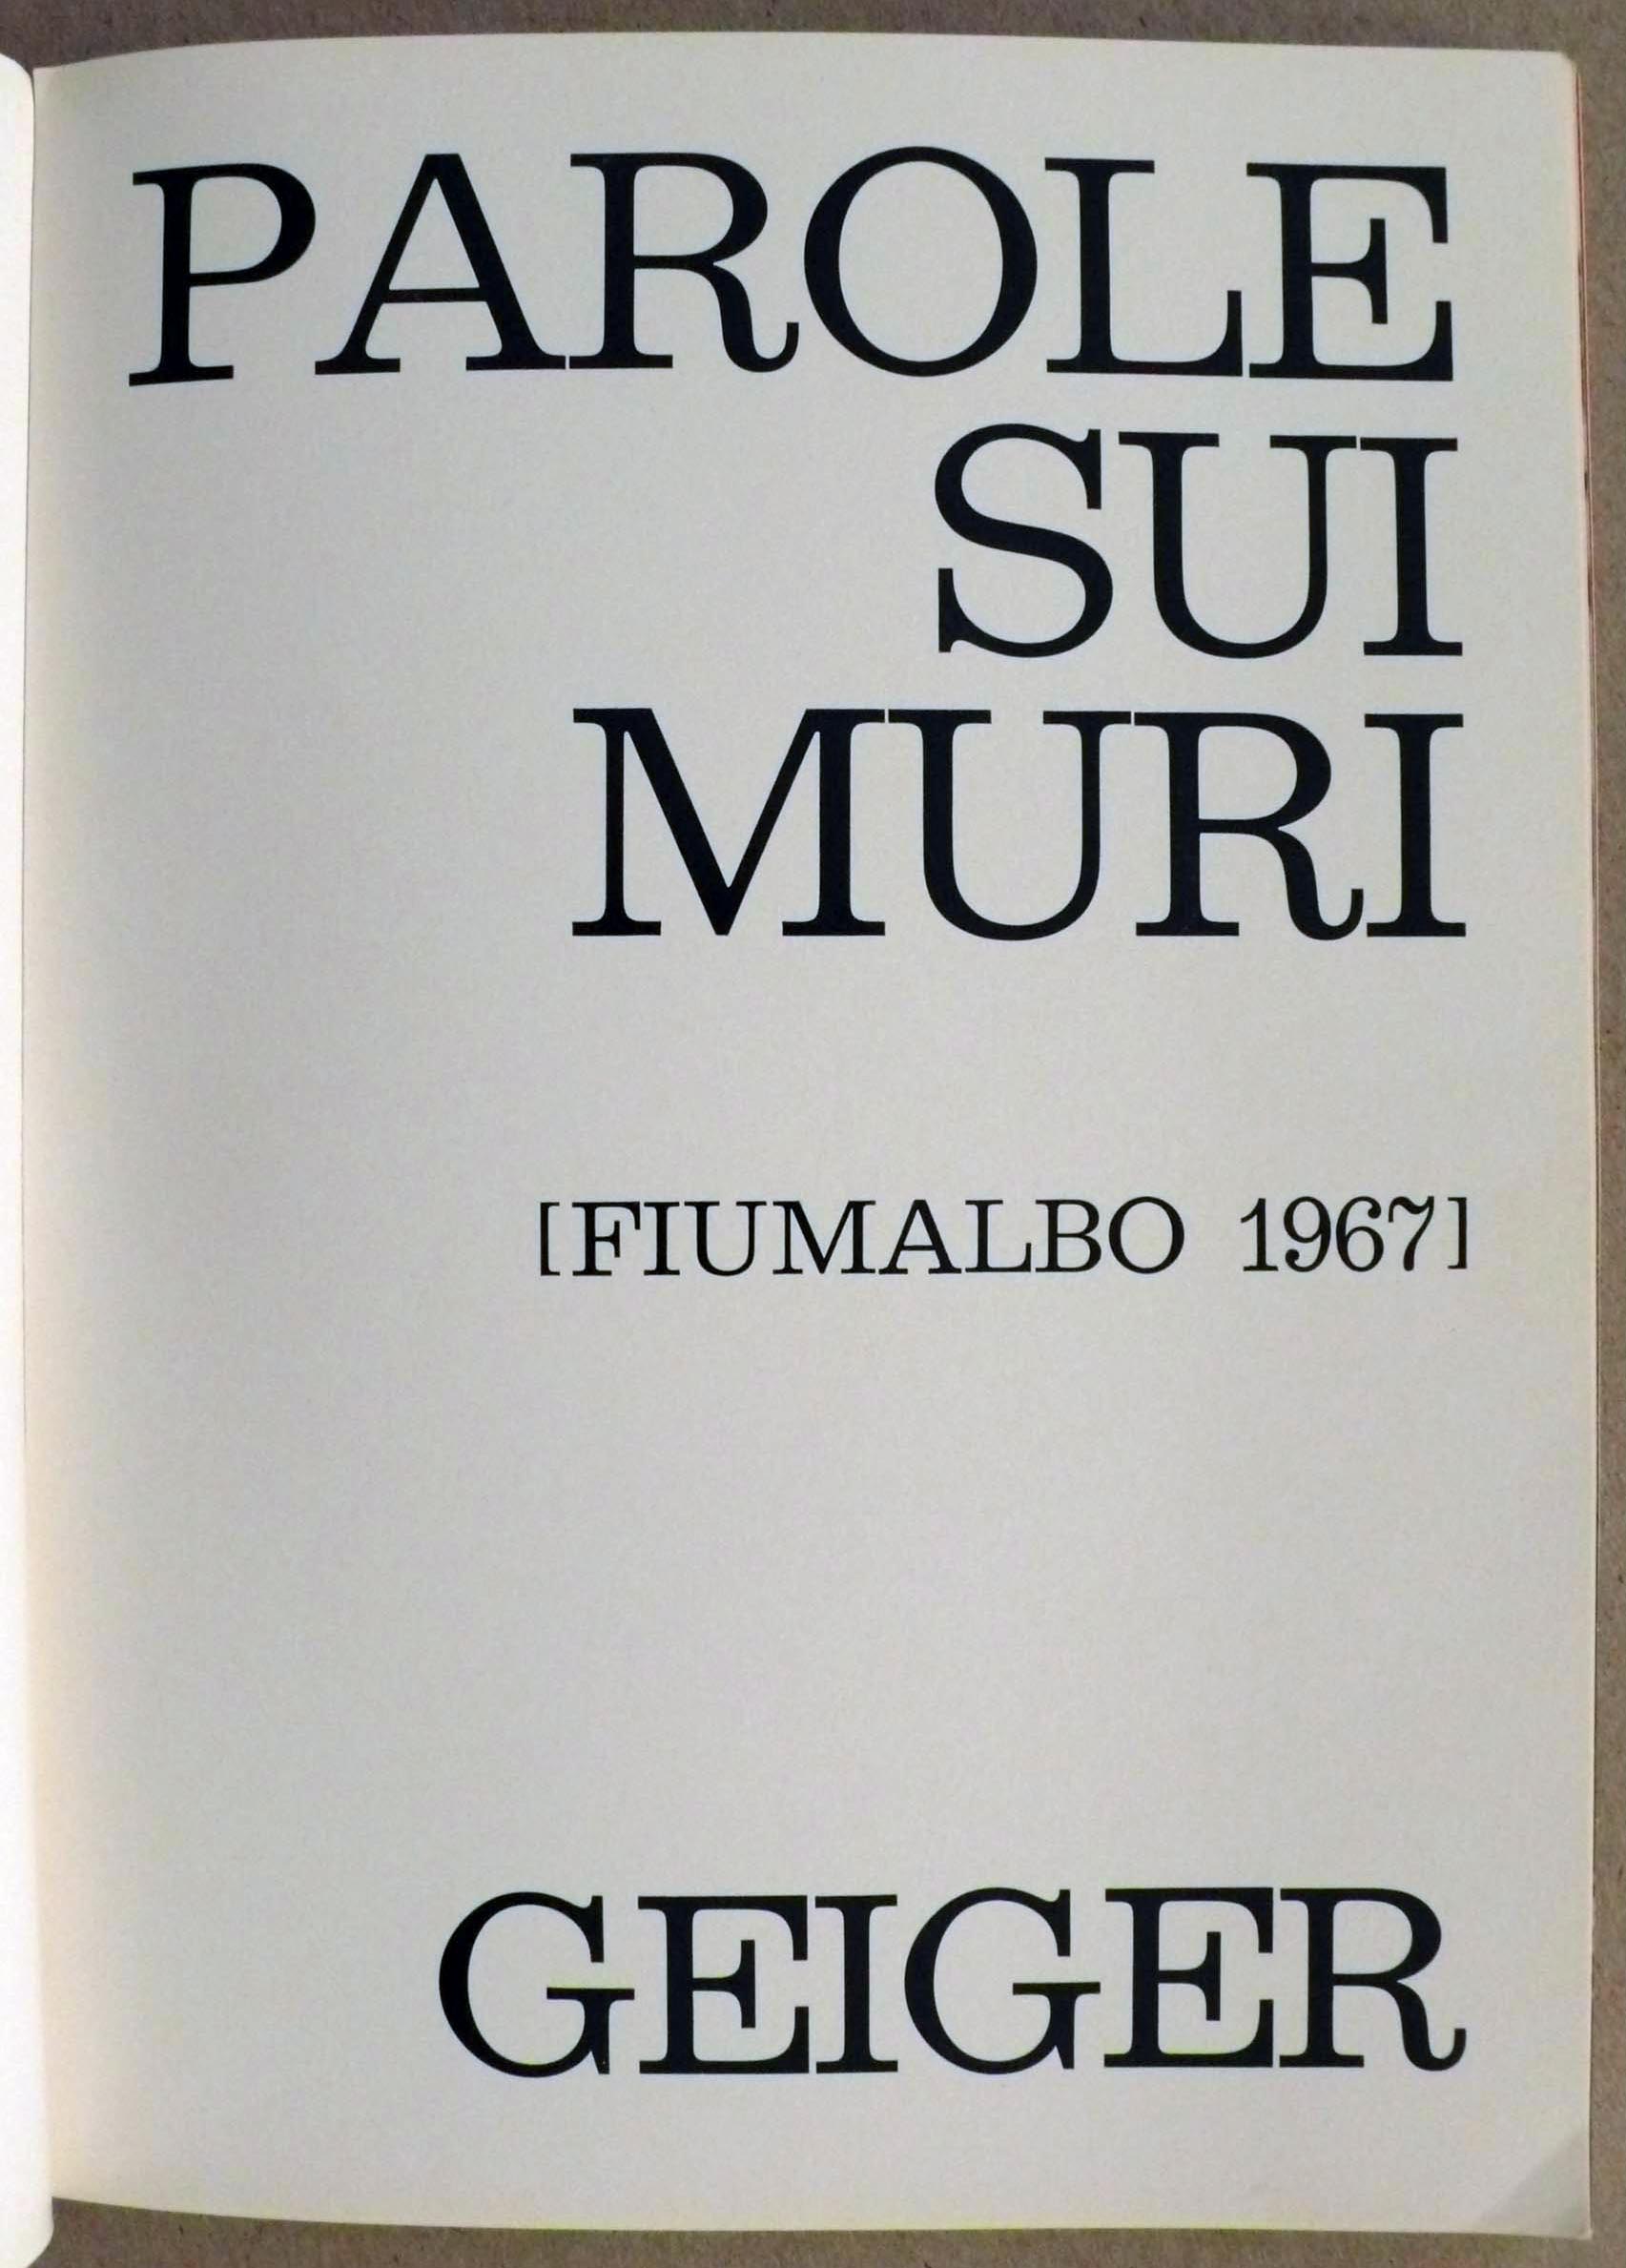 PAROLE
SUI
MURI
[FIUMALBO 1967]
GEIGER